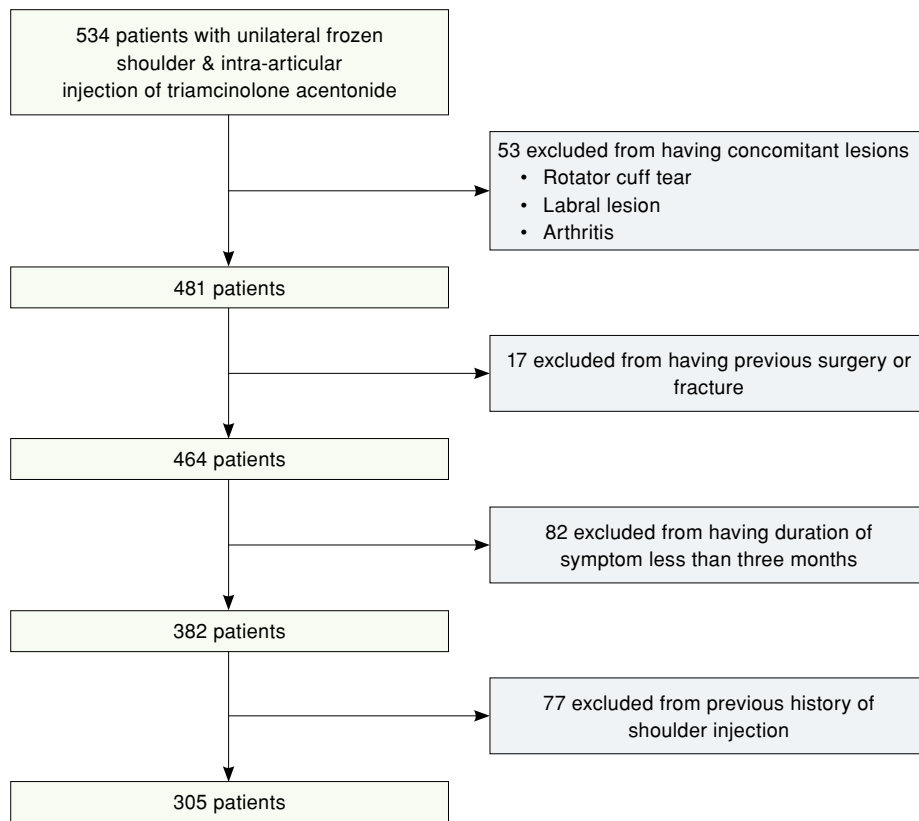 534 patients with unilateral frozen
shoulder & intra-articular
injection of triamcinolone acentonide
53 excluded from having concomitant lesions
• Rotator cuff tear
• Labral lesion
• Arthritis
481 patients
17 excluded from having previous surgery or
fracture
464 patients
82 excluded from having duration of
symptom less than three months
382 patients
77 excluded from previous history of
shoulder injection
305 patients